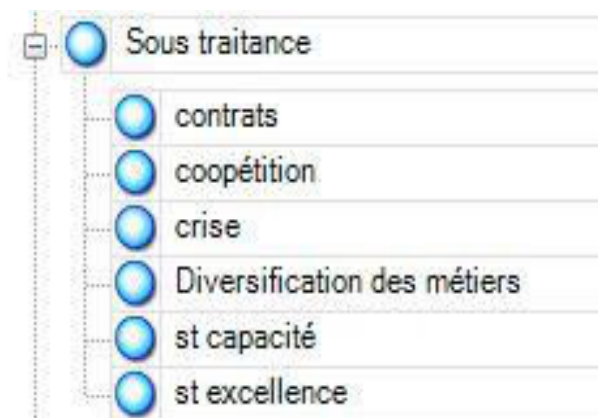 Sous traitance
contrats
coopétition
crise
Diversification des métiers
st capacité
st excellence